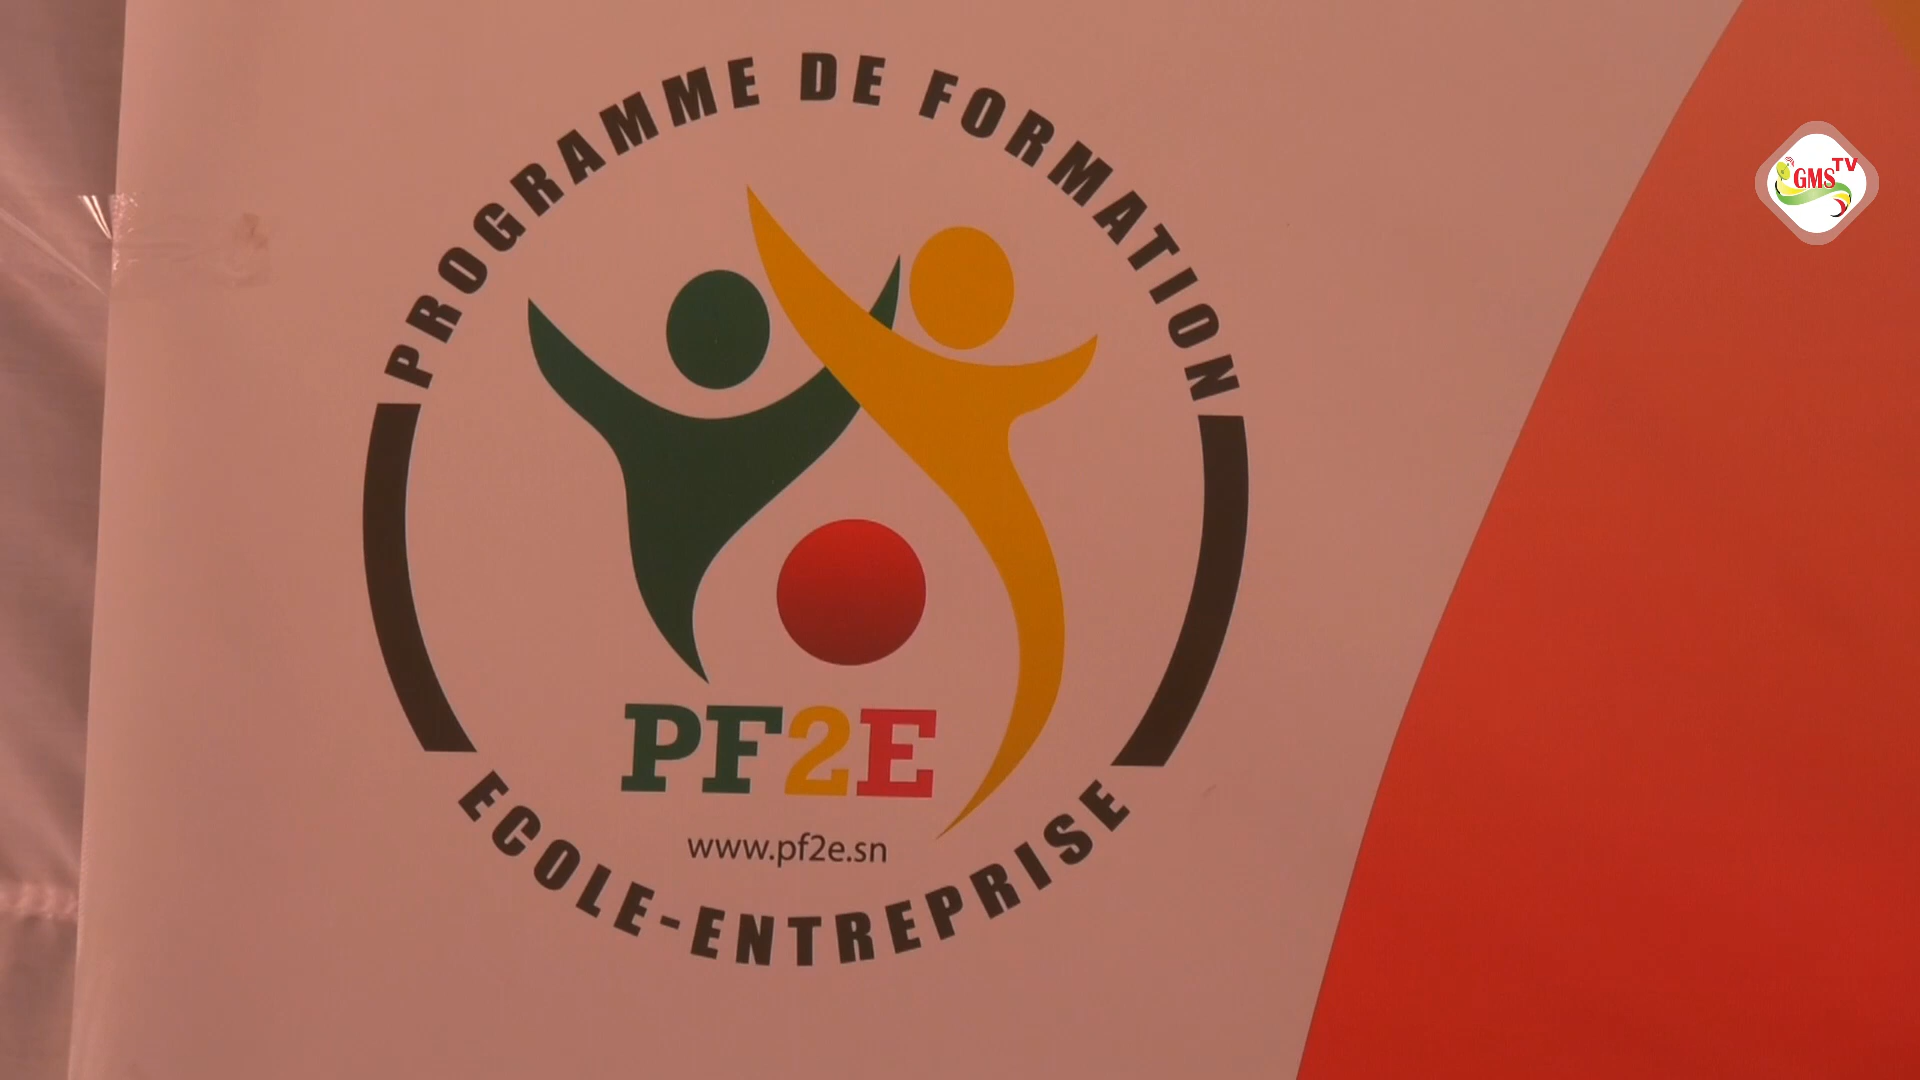 PROGRAMME DE FORMATION
PF2E
www.pf2e.sn
ECOLE-ENTREPRISE
GMS TV